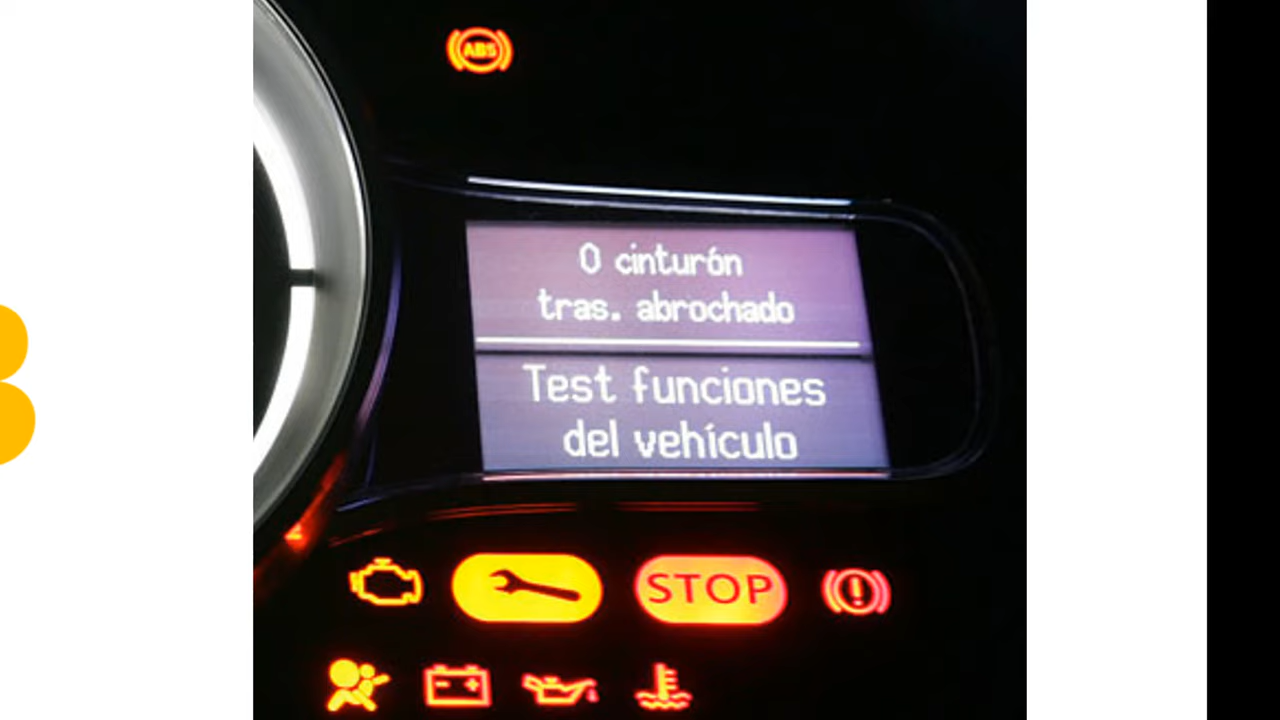 ABS
0 cinturón
tras. abrochado
Test funciones
del vehículo
STOP